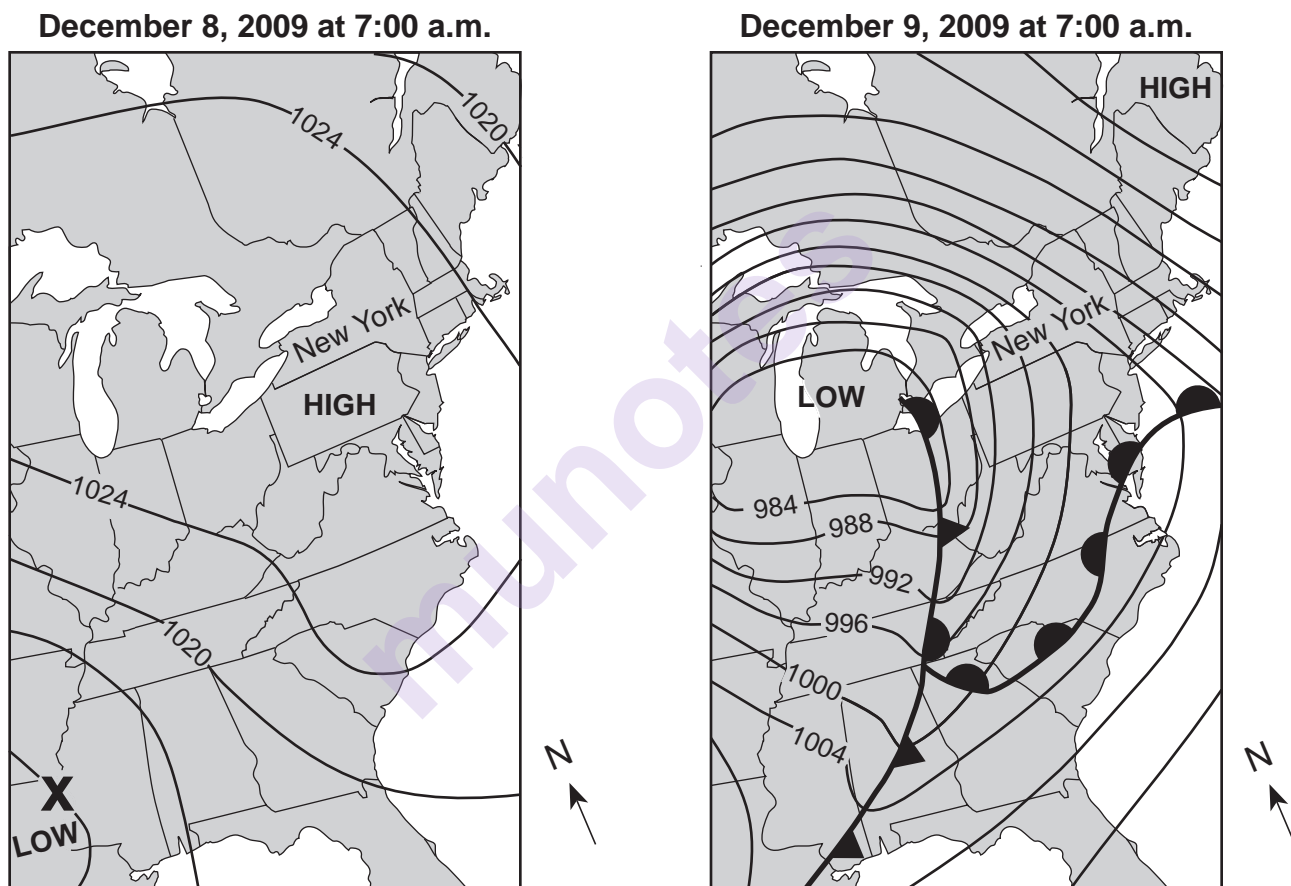 December 8, 2009 at 7:00 a.m.
1020
1024
New York
HIGH
1024
1020
X
LOW
N
December 9, 2009 at 7:00 a.m.
HIGH
New York
LOW
984
988
992
996
1000
1004
N
munotes